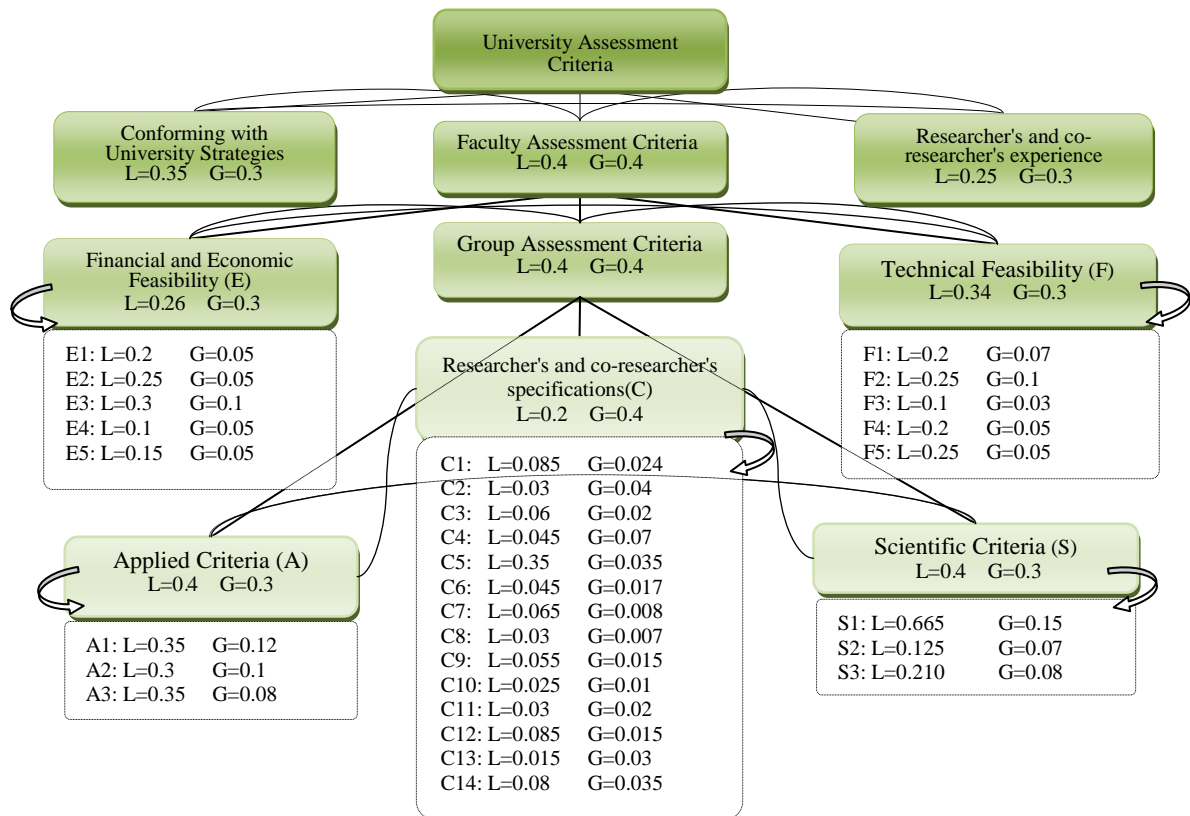 University Assessment
Criteria
Conforming with
University Strategies
L=0.35 G=0.3
Faculty Assessment Criteria
L=0.4 G=0.4
Researcher's and co-
researcher's experience
L=0.25 G=0.3
Financial and Economic
Feasibility (E)
L=0.26 G=0.3
Group Assessment Criteria
L=0.4 G=0.4
Technical Feasibility (F)
L=0.34 G=0.3
E1: L=0.2 G=0.05
E2: L=0.25 G=0.05
E3: L=0.3 G=0.1
E4: L=0.1 G=0.05
E5: L=0.15 G=0.05
Researcher's and co-researcher's
specifications(C)
L=0.2 G=0.4
F1: L=0.2 G=0.07
F2: L=0.25 G=0.1
F3: L=0.1 G=0.03
F4: L=0.2 G=0.05
F5: L=0.25 G=0.05
C1: L=0.085 G=0.024
C2: L=0.03 G=0.04
C3: L=0.06 G=0.02
C4: L=0.045 G=0.07
C5: L=0.35 G=0.035
C6: L=0.045 G=0.017
C7: L=0.065 G=0.008
C8: L=0.03 G=0.007
C9: L=0.055 G=0.015
C10: L=0.025 G=0.01
C11: L=0.03 G=0.02
C12: L=0.085 G=0.015
C13: L=0.015 G=0.03
C14: L=0.08 G=0.035
Applied Criteria (A)
L=0.4 G=0.3
A1: L=0.35 G=0.12
A2: L=0.3 G=0.1
A3: L=0.35 G=0.08
Scientific Criteria (S)
L=0.4 G=0.3
S1: L=0.665 G=0.15
S2: L=0.125 G=0.07
S3: L=0.210 G=0.08